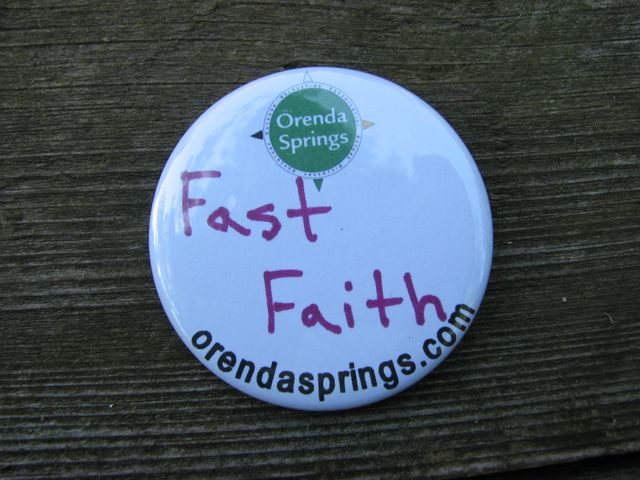 Orenda
Springs
Fast
Faith
orendasprings.com